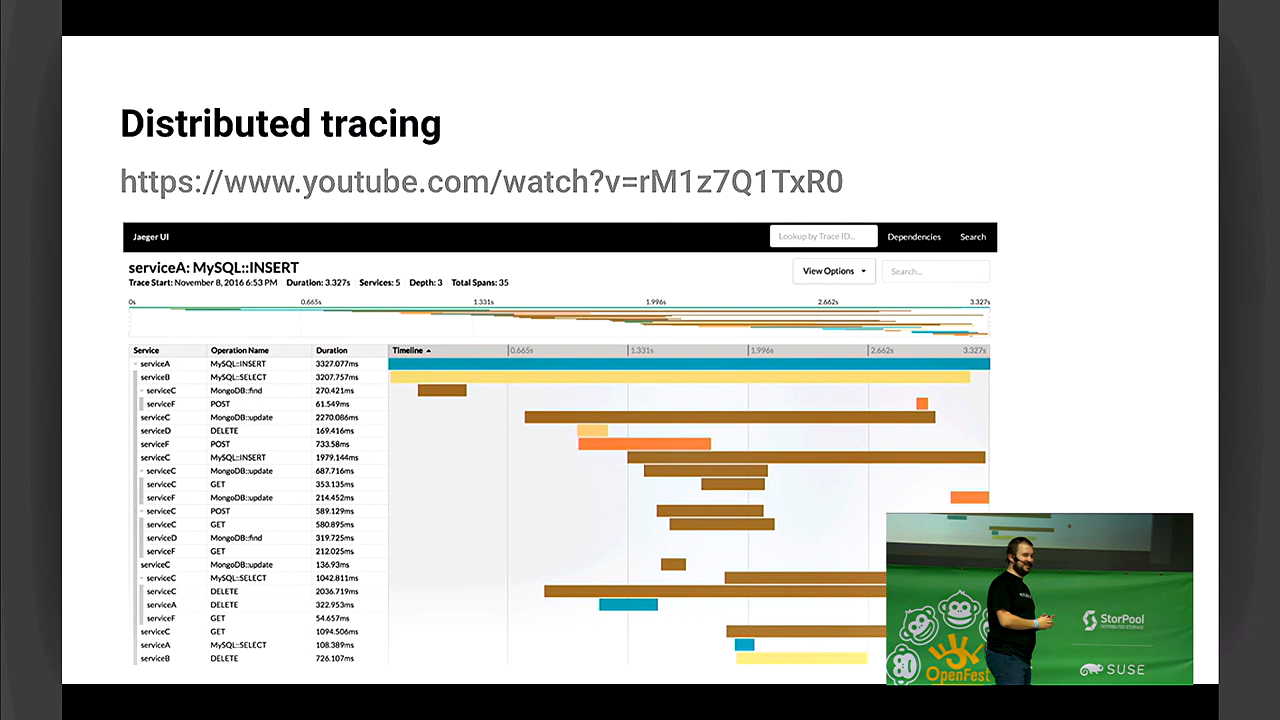 Distributed tracing
https://www.youtube.com/watch?v=rM1z7Q1TxR0
Jaeger UI Lookup by Trace ID... Dependencies Search
serviceA: MySQL::INSERT View Options Search...
Trace Start: November 8, 2016 6:53 PM Duration: 3.327s Services: 5 Depth: 3 Total Spans: 35
0s 0.665s 1.331s 1.996s 2.662s 3.327s
Service Operation Name Duration Timeline 0.665s 1.331s 1.996s 2.662s 3.327s
serviceA MySQL::INSERT 3327.077ms
serviceB MySQL::SELECT 3207.757ms
serviceC MongoDB::find 270.421ms
serviceF POST 61.549ms
serviceC MongoDB::update 2270.086ms
serviceD DELETE 169.416ms
serviceF POST 733.58ms
serviceC MySQL::INSERT 1979.144ms
serviceC MongoDB::update 687.716ms
serviceC GET 353.135ms
serviceF MongoDB::update 214.452ms
serviceC POST 589.129ms
serviceC GET 580.895ms
serviceD MongoDB::find 319.725ms
serviceF GET 212.025ms
serviceC MongoDB::update 136.93ms
serviceC MySQL::SELECT 1042.811ms
serviceC DELETE 2036.719ms
serviceA DELETE 322.953ms
serviceF GET 54.657ms
serviceC GET 1094.506ms
serviceA MySQL::SELECT 108.389ms
serviceB DELETE 726.107ms
StorPool
DISTRIBUTED STORAGE
SUSE
OpenFest